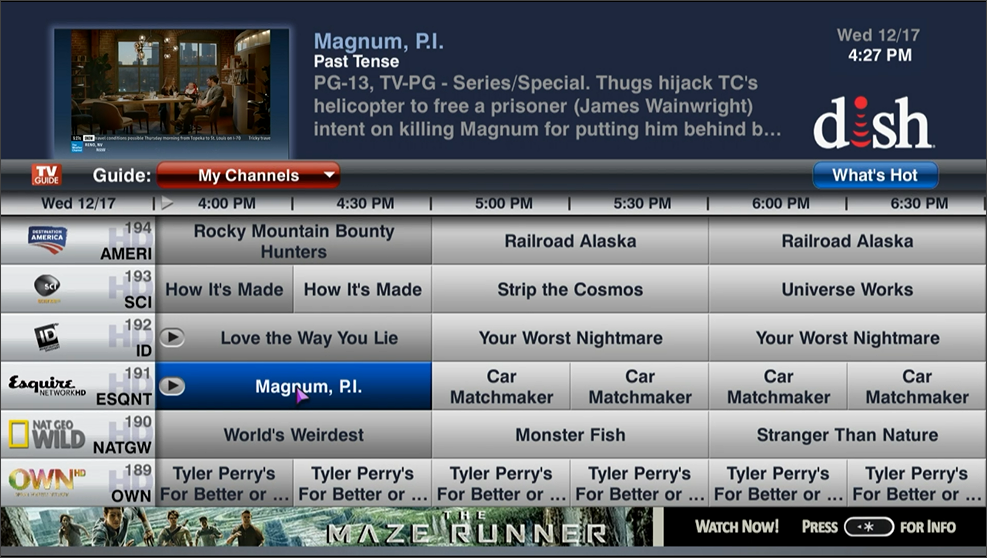 Magnum, P.I.
Past Tense
PG-13, TV-PG - Series/Special. Thugs hijack TC's
helicopter to free a prisoner (James Wainwright)
intent on killing Magnum for putting him behind b...
Wed 12/17
4:27 PM
dish
TV
GUIDE
Guide:
My Channels
What's Hot
Wed 12/17
4:00 PM
4:30 PM
5:00 PM
5:30 PM
6:00 PM
6:30 PM
DESTINATION
AMERICA
HD
194
AMERI
Rocky Mountain Bounty
Hunters
Railroad Alaska
Railroad Alaska
SCI
HD
193
SCI
How It's Made
How It's Made
Strip the Cosmos
Universe Works
ID
HD
192
ID
Love the Way You Lie
Your Worst Nightmare
Your Worst Nightmare
Esquire
NETWORK HD
HD
191
ESQNT
Magnum, P.I.
Car
Matchmaker
Car
Matchmaker
Car
Matchmaker
Car
Matchmaker
NAT GEO
WILD
HD
190
NATGW
World's Weirdest
Monster Fish
Stranger Than Nature
OWN HD
HD
189
OWN
Tyler Perry's
For Better or ...
Tyler Perry's
For Better or ...
Tyler Perry's
For Better or ...
Tyler Perry's
For Better or ...
Tyler Perry's
For Better or ...
Tyler Perry's
For Better or ...
THE
MAZE RUNNER
WATCH NOW! PRESS * FOR INFO